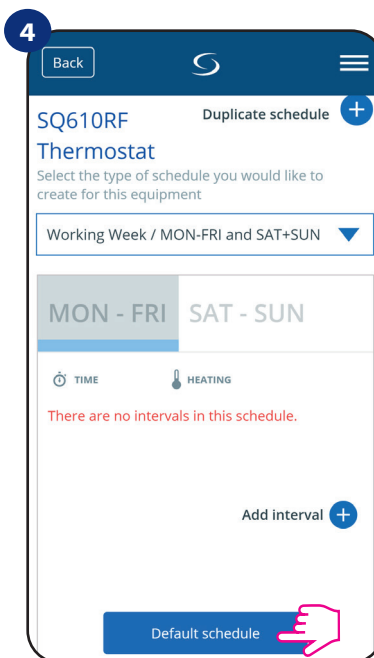 4
Back
SQ610RF
Thermostat
Duplicate schedule
Select the type of schedule you would like to
create for this equipment
Working Week / MON-FRI and SAT+SUN
MON - FRI SAT - SUN
TIME HEATING
There are no intervals in this schedule.
Add interval
Default schedule